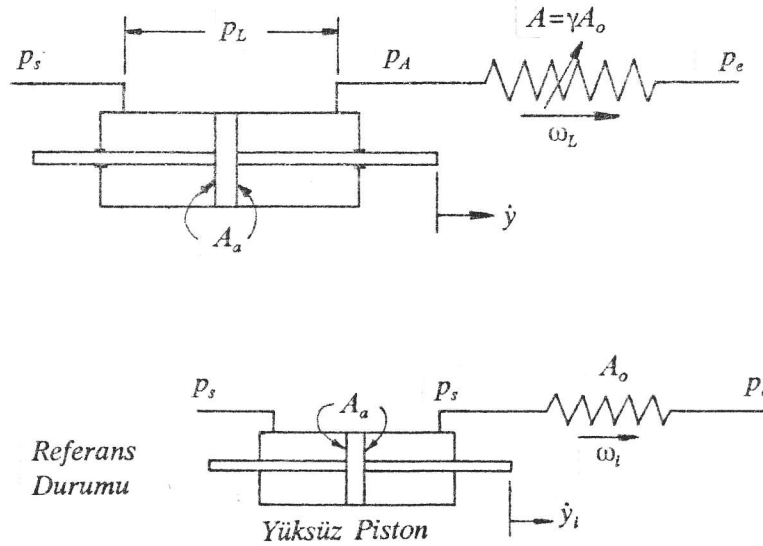 p_L
A=γA_o
p_s
p_A
p_e
ω_L
ẏ
A_a
p_s
A_a
p_s
A_o
ω_i
ẏ_i
Referans
Durumu
Yüksüz Piston